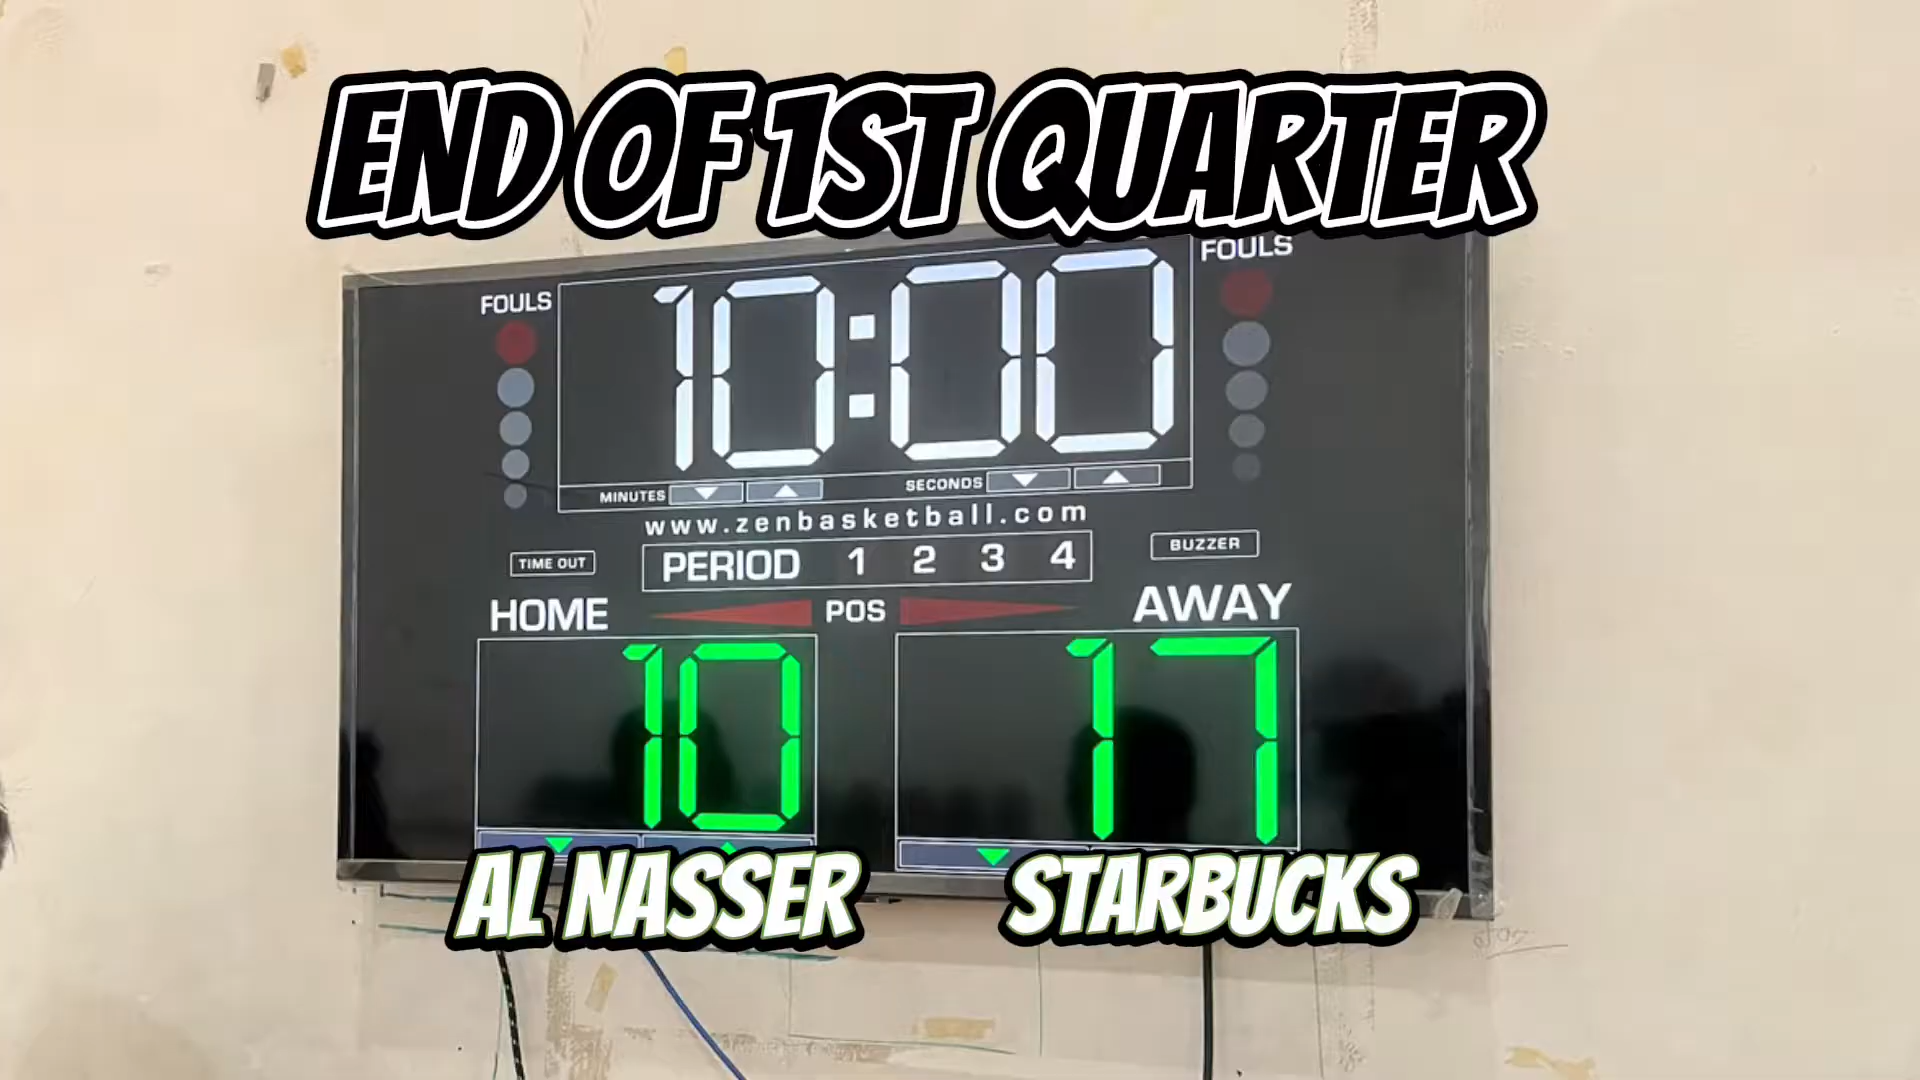 END OF 1ST QUARTER
FOULS
FOULS
10:00
MINUTES SECONDS
www.zenbasketball.com
TIME OUT
PERIOD 1 2 3 4
BUZZER
HOME
POS
AWAY
10
17
AL NASSER
STARBUCKS